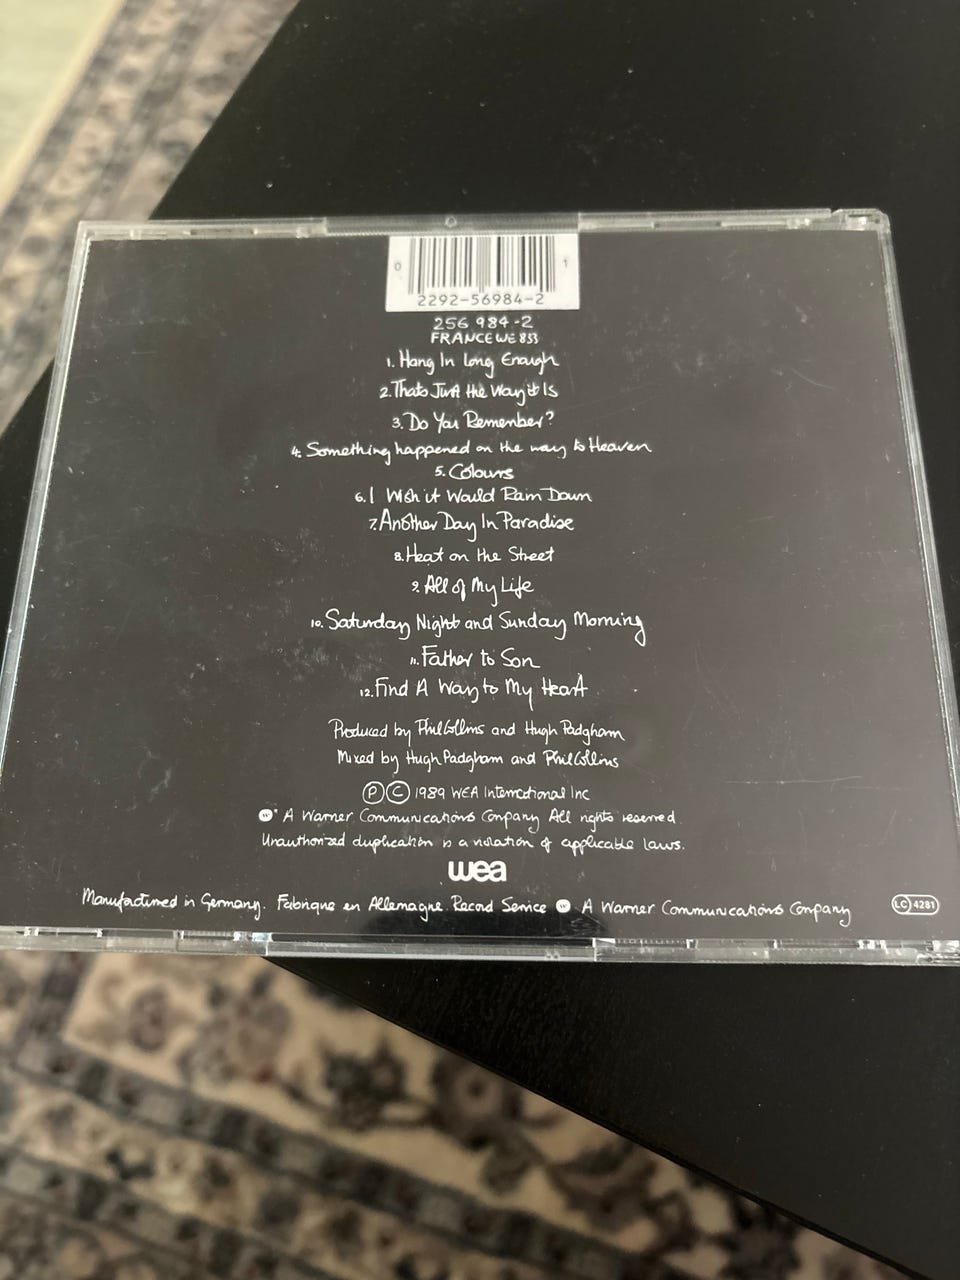 0 1
2292-56984-2
256 984-2
FRANCE WE 833
1. Hang In Long Enough
2. Thats Just the Way it Is
3. Do You Remember?
4. Something happened on the way to Heaven
5. Colours
6. I Wish it Would Rain Down
7. Another Day In Paradise
8. Heat on the Street
9. All of My Life
10. Saturday Night and Sunday Morning
11. Father to Son
12. Find A Way to My Heart
Produced by Phil Collins and Hugh Padgham
Mixed by Hugh Padgham and Phil Collins
Ⓟ © 1989 WEA International Inc
A Warner Communications Company All rights reserved.
Unauthorized duplication is a violation of applicable laws.
wea
Manufactured in Germany. Fabrique en Allemagne Record Service A Warner Communications Company LC 4281